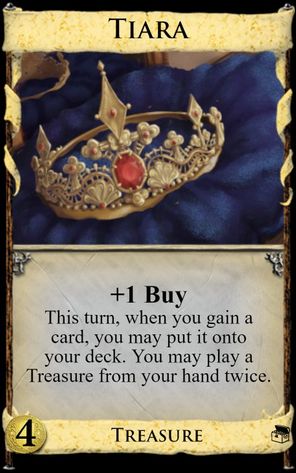 TIARA
+1 Buy
This turn, when you gain a
card, you may put it onto
your deck. You may play a
Treasure from your hand twice.
4
TREASURE